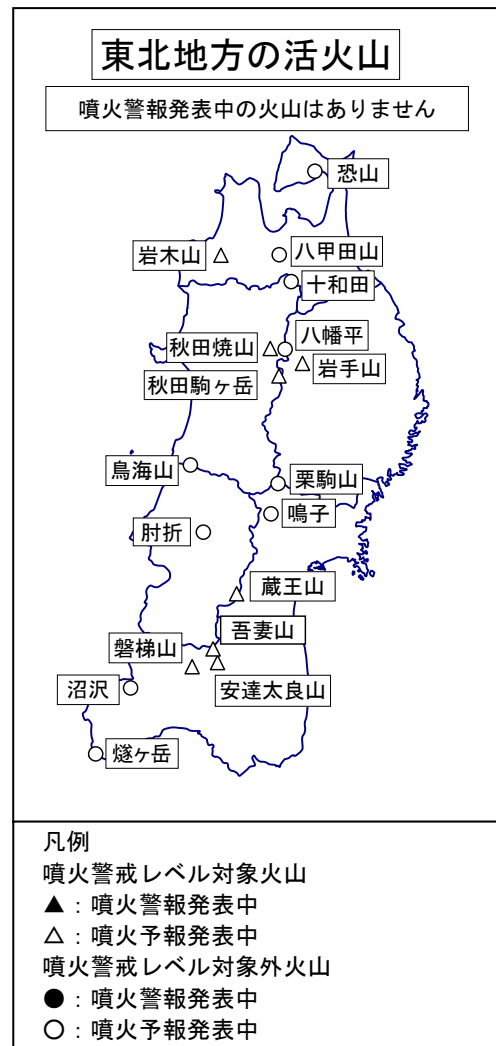 東北地方の活火山
噴火警報発表中の火山はありません
恐山
岩木山
八甲田山
十和田
秋田焼山
八幡平
岩手山
秋田駒ヶ岳
鳥海山
栗駒山
鳴子
肘折
蔵王山
吾妻山
磐梯山
安達太良山
沼沢
燧ヶ岳
凡例
噴火警戒レベル対象火山
▲：噴火警報発表中
△：噴火予報発表中
噴火警戒レベル対象外火山
●：噴火警報発表中
○：噴火予報発表中